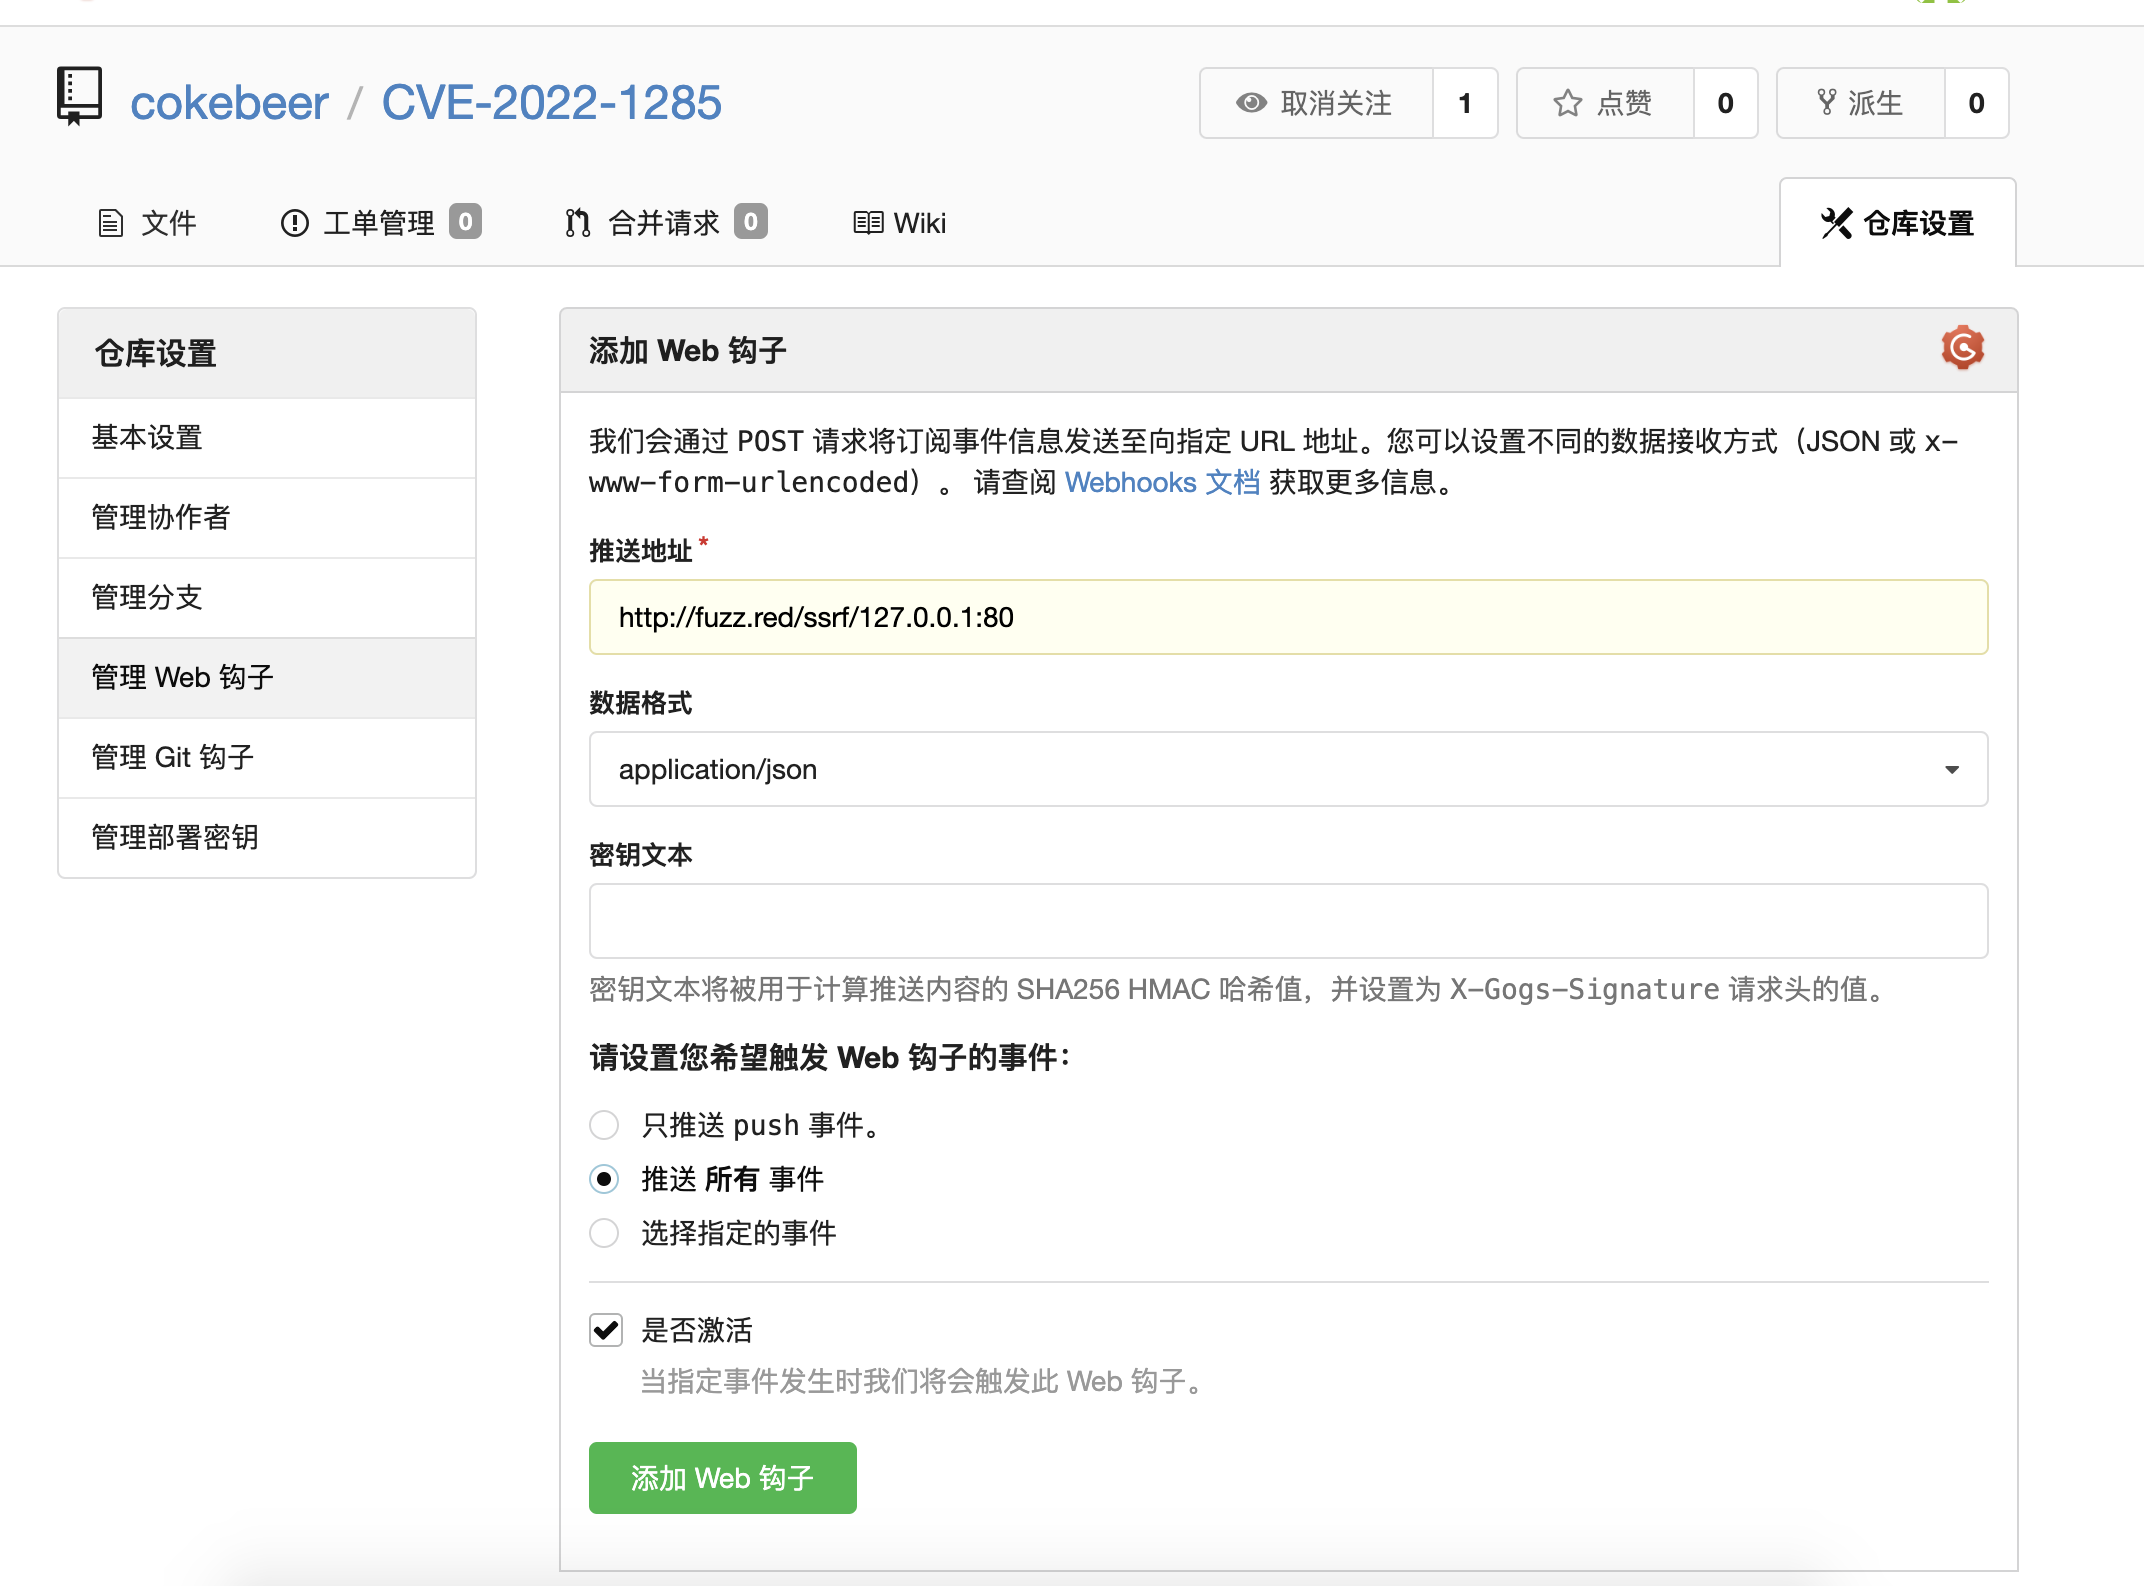 cokebeer / CVE-2022-1285
取消关注 1
点赞 0
派生 0
文件
工单管理 0
合并请求 0
Wiki
仓库设置
仓库设置
基本设置
管理协作者
管理分支
管理 Web 钩子
管理 Git 钩子
管理部署密钥
添加 Web 钩子
我们会通过 POST 请求将订阅事件信息发送至向指定 URL 地址。您可以设置不同的数据接收方式（JSON 或 x-
www-form-urlencoded）。 请查阅 Webhooks 文档 获取更多信息。
推送地址 *
http://fuzz.red/ssrf/127.0.0.1:80
数据格式
application/json
密钥文本
密钥文本将被用于计算推送内容的 SHA256 HMAC 哈希值，并设置为 X-Gogs-Signature 请求头的值。
请设置您希望触发 Web 钩子的事件：
只推送 push 事件。
推送 所有 事件
选择指定的事件
是否激活
当指定事件发生时我们将会触发此 Web 钩子。
添加 Web 钩子